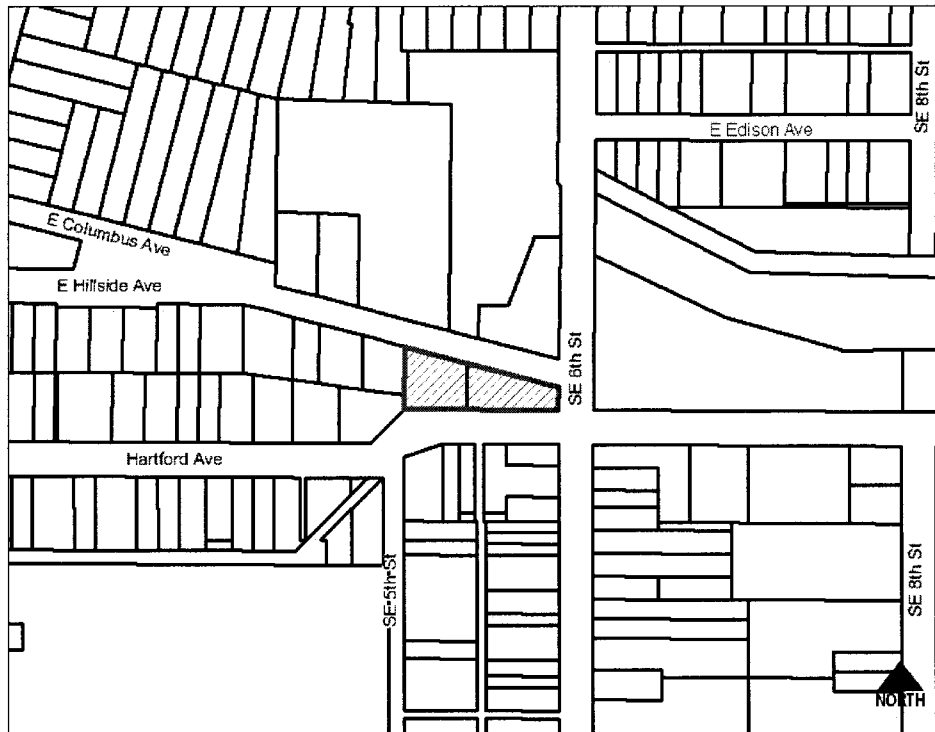 SE 8th St
E Edison Ave
E Columbus Ave
E Hillside Ave
SE 6th St
Hartford Ave
SE 5th St
SE 8th St
NORTH